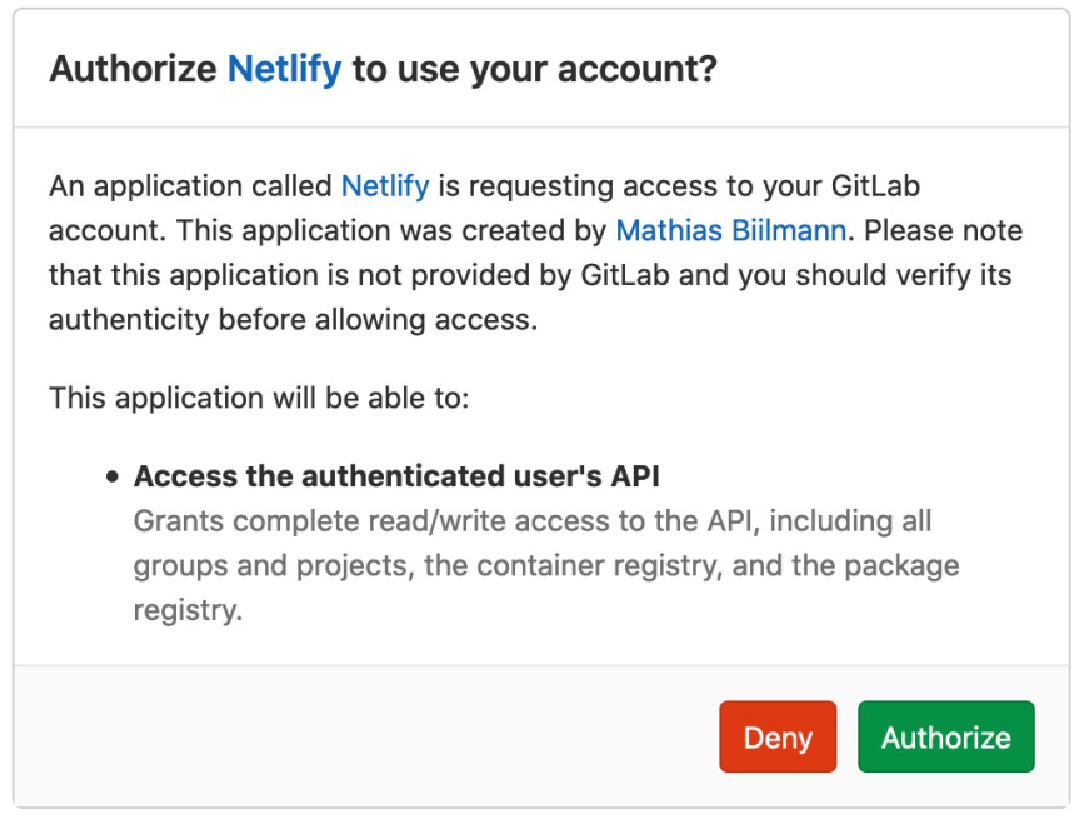 Authorize Netlify to use your account?
An application called Netlify is requesting access to your GitLab
account. This application was created by Mathias Biilmann. Please note
that this application is not provided by GitLab and you should verify its
authenticity before allowing access.
This application will be able to:
• Access the authenticated user's API
Grants complete read/write access to the API, including all
groups and projects, the container registry, and the package
registry.
Deny Authorize